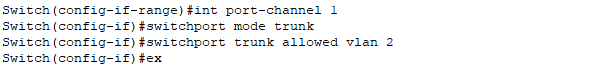 Switch(config-if-range)#int port-channel 1
Switch(config-if)#switchport mode trunk
Switch(config-if)#switchport trunk allowed vlan 2
Switch(config-if)#ex